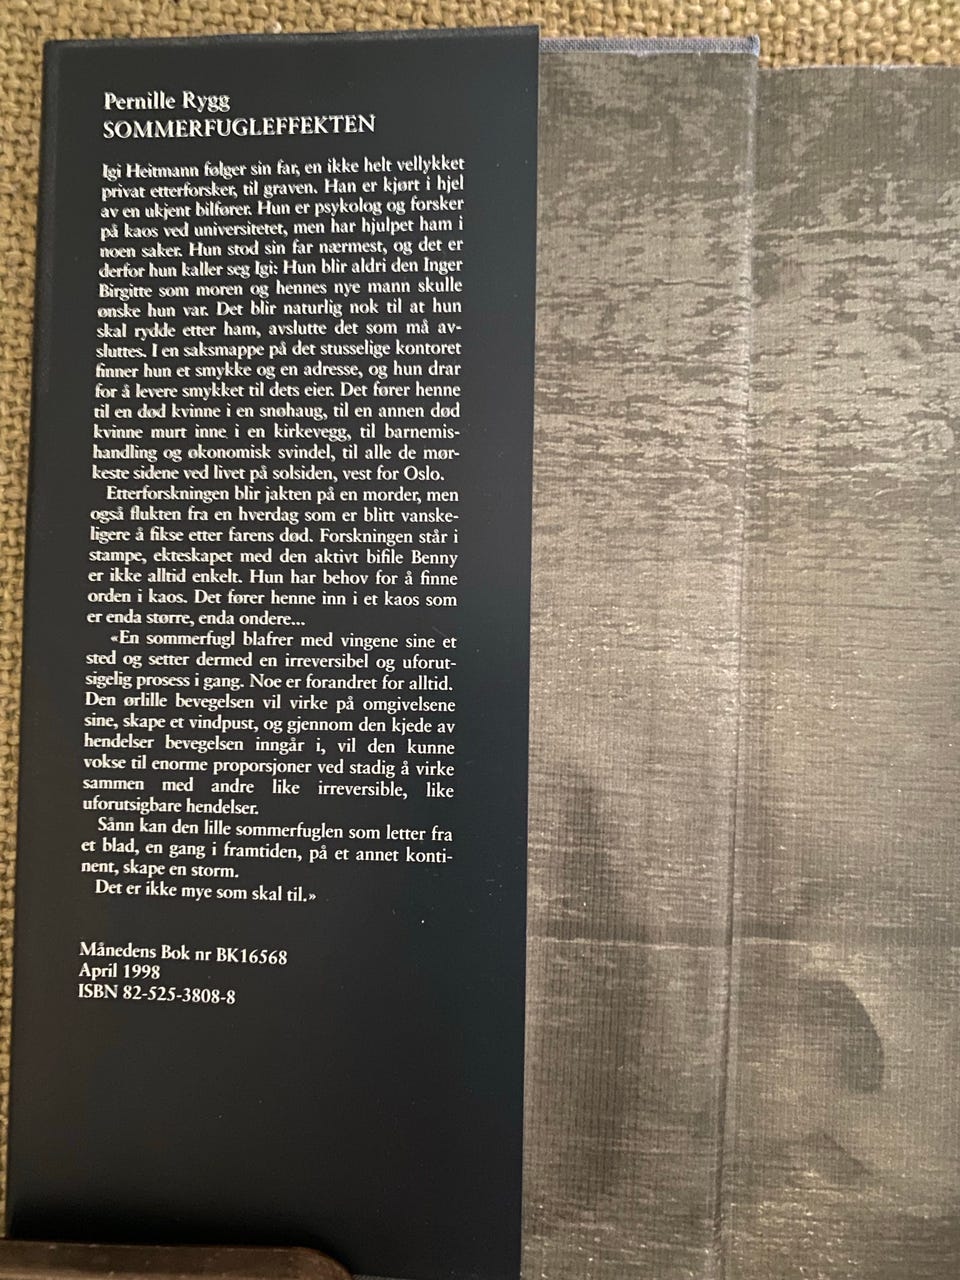 Pernille Rygg
SOMMERFUGLEFFEKTEN
Igi Heitmann følger sin far, en ikke helt vellykket
privat etterforsker, til graven. Han er kjørt i hjel
av en ukjent bilfører. Hun er psykolog og forsker
på kaos ved universitetet, men har hjulpet ham i
noen saker. Hun stod sin far nærmest, og det er
derfor hun kaller seg Igi: Hun blir aldri den Inger
Birgitte som moren og hennes nye mann skulle
ønske hun var. Det blir naturlig nok til at hun
skal rydde etter ham, avslutte det som må av-
sluttes. I en saksmappe på det stusselige kontoret
finner hun et smykke og en adresse, og hun drar
for å levere smykket til dets eier. Det fører henne
til en død kvinne i en snøhaug, til en annen død
kvinne murt inne i en kirkevegg, til barnemis-
handling og økonomisk svindel, til alle de mør-
keste sidene ved livet på solsiden, vest for Oslo.
Etterforskningen blir jakten på en morder, men
også flukten fra en hverdag som er blitt vanske-
ligere å fikse etter farens død. Forskningen står i
stampe, ekteskapet med den aktivt bifile Benny
er ikke alltid enkelt. Hun har behov for å finne
orden i kaos. Det fører henne inn i et kaos som
er enda større, enda ondere...
«En sommerfugl blafrer med vingene sine et
sted og setter dermed en irreversibel og uforut-
sigelig prosess i gang. Noe er forandret for alltid.
Den ørlille bevegelsen vil virke på omgivelsene
sine, skape et vindpust, og gjennom den kjede av
hendelser bevegelsen inngår i, vil den kunne
vokse til enorme proporsjoner ved stadig å virke
sammen med andre like irreversible, like
uforutsigbare hendelser.
Sånn kan den lille sommerfuglen som letter fra
et blad, en gang i framtiden, på et annet konti-
nent, skape en storm.
Det er ikke mye som skal til.»
Månedens Bok nr BK16568
April 1998
ISBN 82-525-3808-8